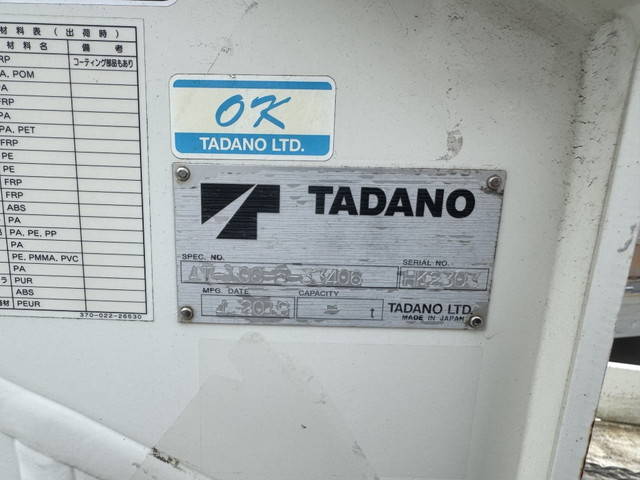 材料表(出荷時)
材料名 備考
FRP コーティング部品もあり
PA, POM
PA
FRP
PA
PA, PET
FRP
PE
FRP
FRP
ABS
PA
PA, PE, PP
PA
PE, PMMA, PVC
PA
PUR
ABS
PEUR
370-022-26530
OK
TADANO LTD.
TADANO
SPEC. NO. SERIAL NO.
MFG. DATE CAPACITY
t
TADANO LTD.
MADE IN JAPAN